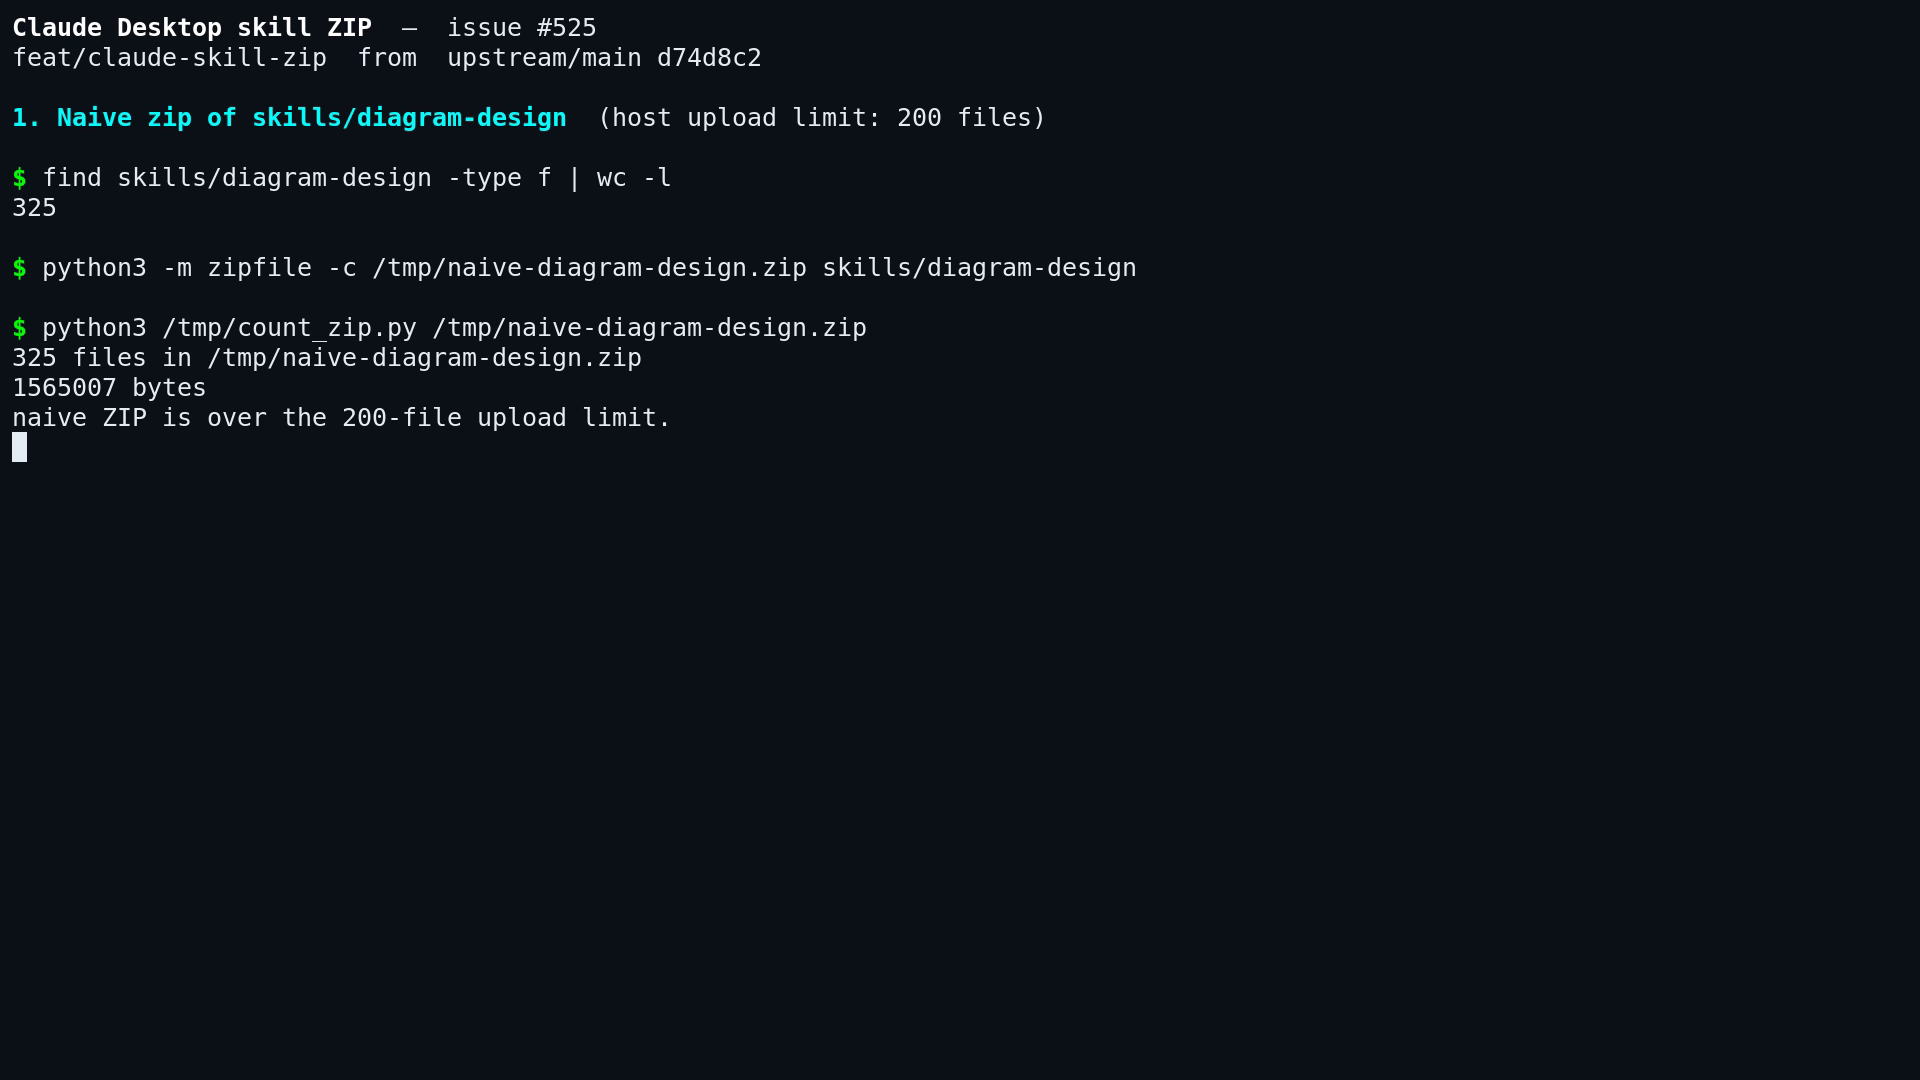 Claude Desktop skill ZIP — issue #525
feat/claude-skill-zip from upstream/main d74d8c2
1. Naive zip of skills/diagram-design (host upload limit: 200 files)
$ find skills/diagram-design -type f | wc -l
325
$ python3 -m zipfile -c /tmp/naive-diagram-design.zip skills/diagram-design
$ python3 /tmp/count_zip.py /tmp/naive-diagram-design.zip
325 files in /tmp/naive-diagram-design.zip
1565007 bytes
naive ZIP is over the 200-file upload limit.